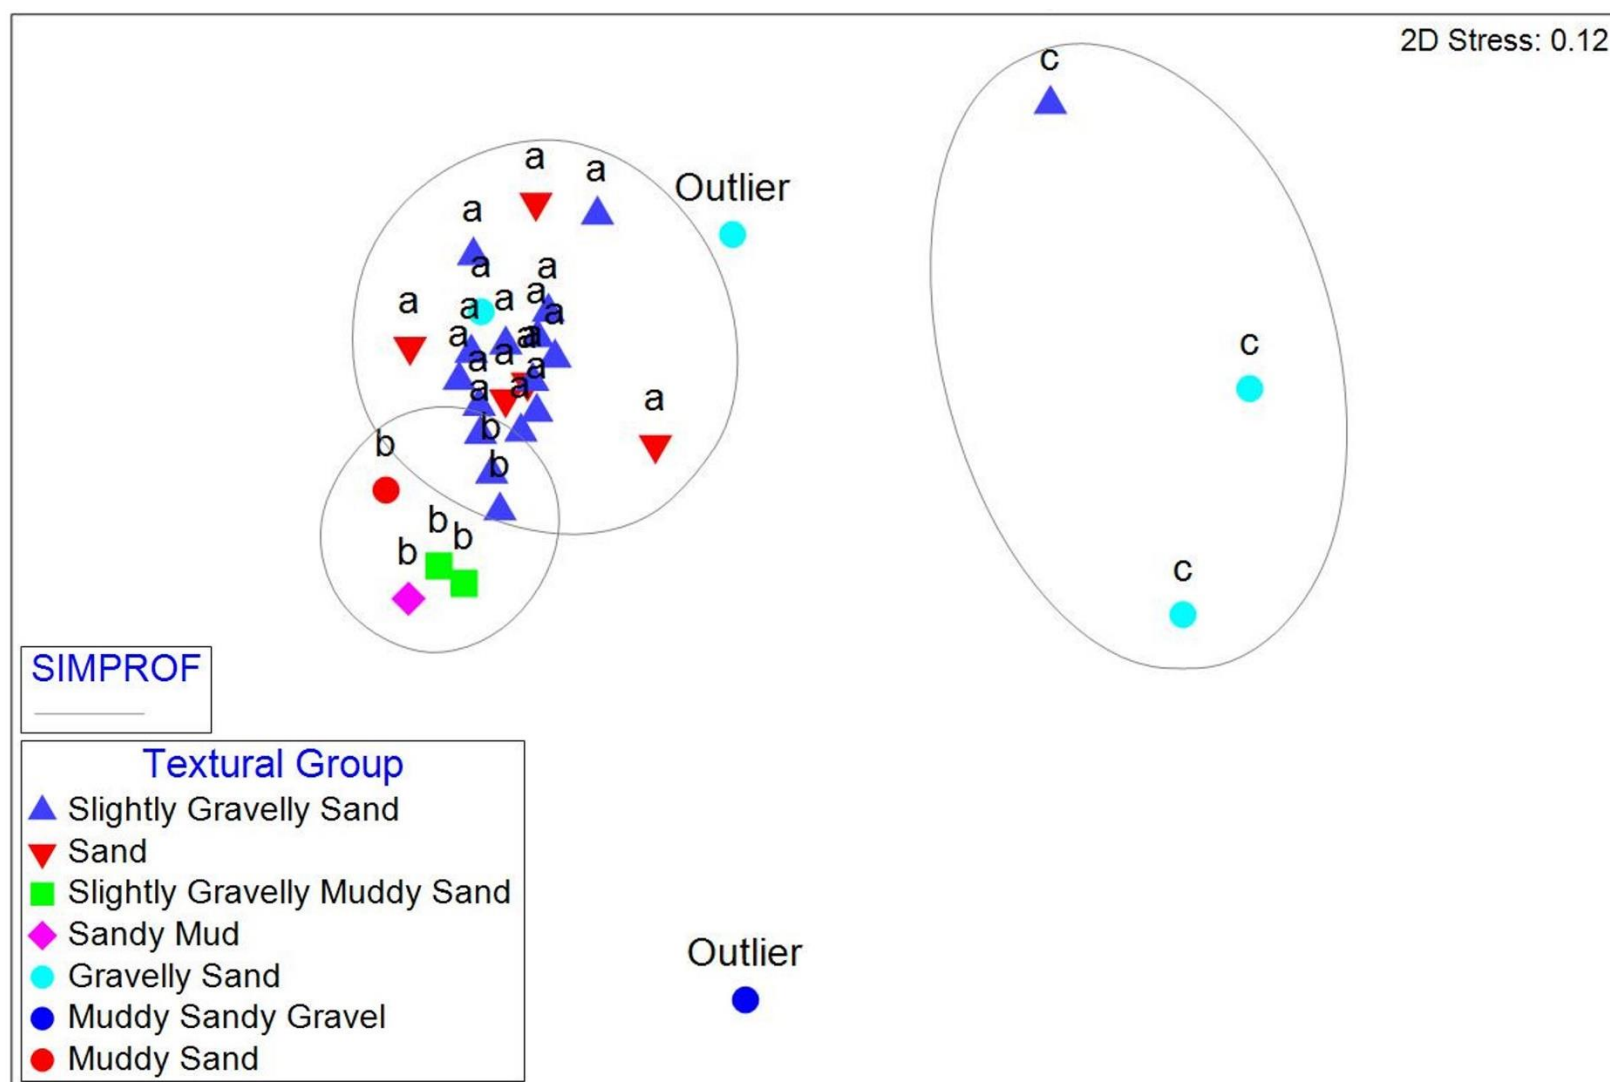 2D Stress: 0.12
c
a
a
Outlier
a
a
a
a
a
a
a
a
a
a
a
c
a
a
a
a
a
a
b
b
b
b
b
b
c
SIMPROF
Textural Group
Slightly Gravelly Sand
Sand
Slightly Gravelly Muddy Sand
Sandy Mud
Gravelly Sand
Muddy Sandy Gravel
Muddy Sand
Outlier